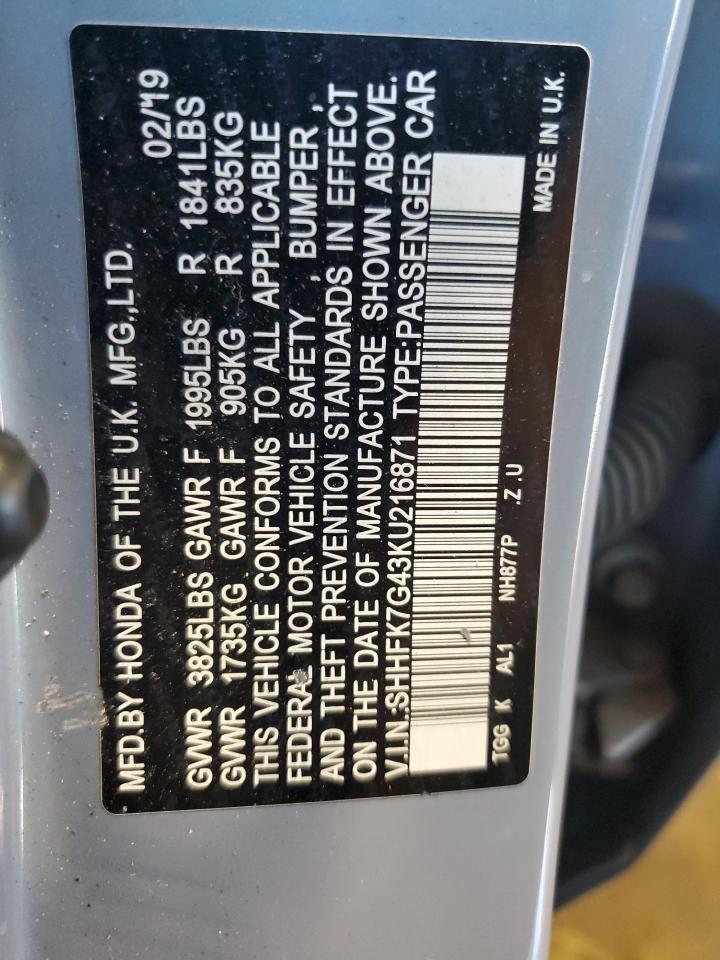 MFD.BY HONDA OF THE U.K. MFG.,LTD. 02/'19
GVWR 3825LBS GAWR F 1995LBS R 1841LBS
GVWR 1735KG GAWR F 905KG R 835KG
THIS VEHICLE CONFORMS TO ALL APPLICABLE
FEDERAL MOTOR VEHICLE SAFETY , BUMPER ,
AND THEFT PREVENTION STANDARDS IN EFFECT
ON THE DATE OF MANUFACTURE SHOWN ABOVE.
V.I.N.:SHHFK7G43KU216871 TYPE:PASSENGER CAR
TGG K AL1 NH877P .Z .U MADE IN U.K.